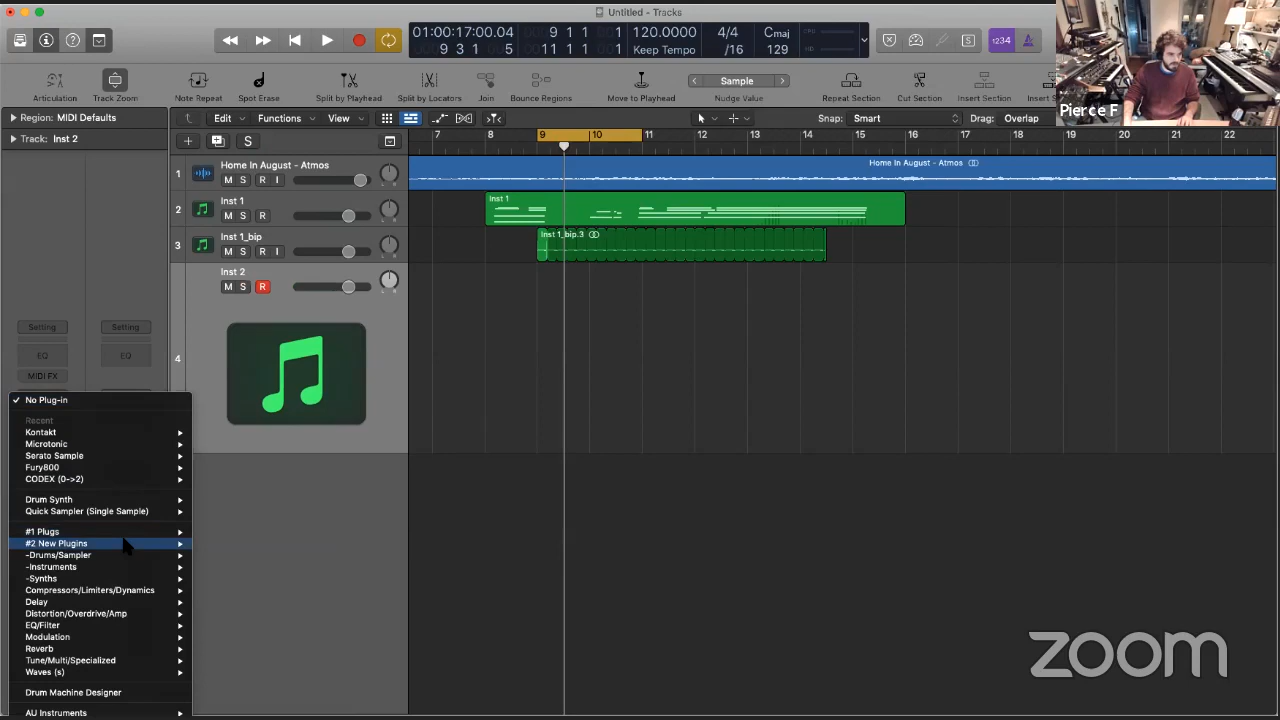 Untitled - Tracks
01:00:17:00.04
9 3 1 5
9 1 1 1
11 1 1
120.0000
Keep Tempo
4/4
/16
Cmaj
129
CPU
HD
1234
Pierce F
Articulation
Track Zoom
Note Repeat
Spot Erase
Split by Playhead
Split by Locators
Join
Bounce Regions
Move to Playhead
Sample
Nudge Value
Repeat Section
Cut Section
Insert Section
Insert S
Region: MIDI Defaults
Edit
Functions
View
Snap: Smart
Drag: Overlap
Track: Inst 2
S
7 8 9 10 11 12 13 14 15 16 17 18 19 20 21 22
1
Home In August - Atmos
M S R I
Home In August - Atmos
2
Inst 1
M S R
Inst 1
3
Inst 1_bip
M S R I
Inst 1_bip.3
Inst 2
M S R
4
Setting
Setting
EQ
EQ
MIDI FX
No Plug-in
Recent
Kontakt
Microtonic
Serato Sample
Fury800
CODEX (0->2)
Drum Synth
Quick Sampler (Single Sample)
#1 Plugs
#2 New Plugins
-Drums/Sampler
-Instruments
-Synths
Compressors/Limiters/Dynamics
Delay
Distortion/Overdrive/Amp
EQ/Filter
Modulation
Reverb
Tune/Multi/Specialized
Waves (s)
Drum Machine Designer
AU Instruments
zoom